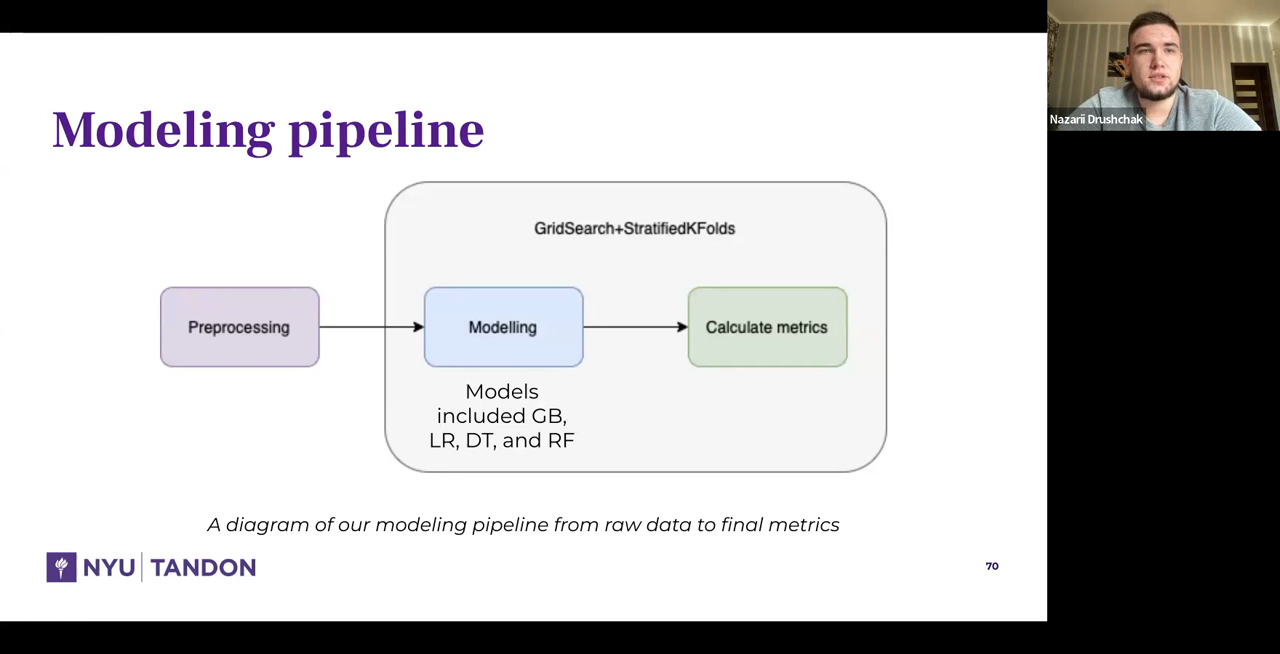 Modeling pipeline
Nazarii Drushchak
GridSearch+StratifiedKFolds
Preprocessing
Modelling
Calculate metrics
Models
included GB,
LR, DT, and RF
A diagram of our modeling pipeline from raw data to final metrics
NYU | TANDON
70